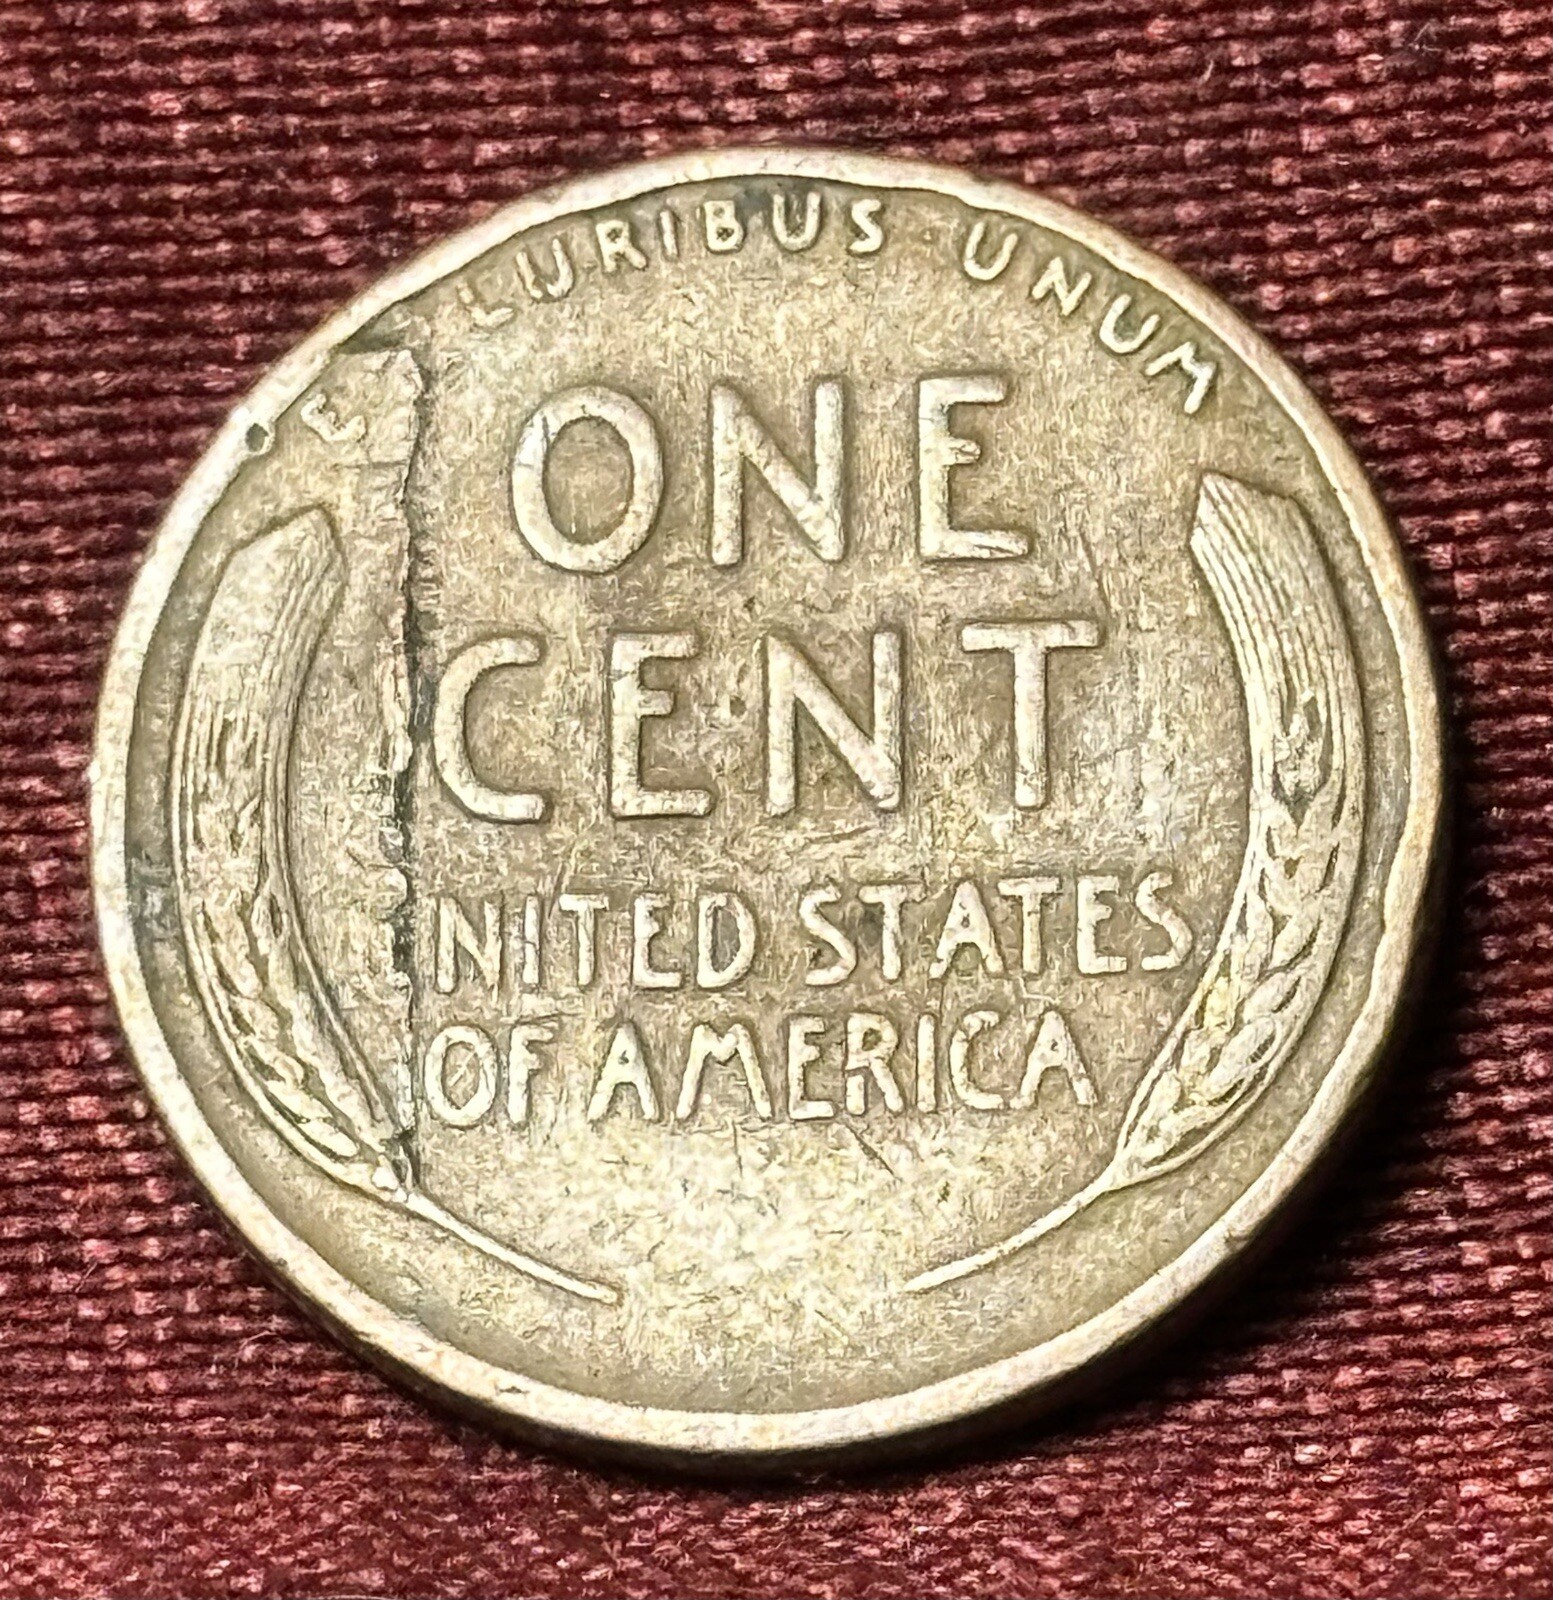 E LURIBUS UNUM
ONE
CENT
NITED STATES
OF AMERICA